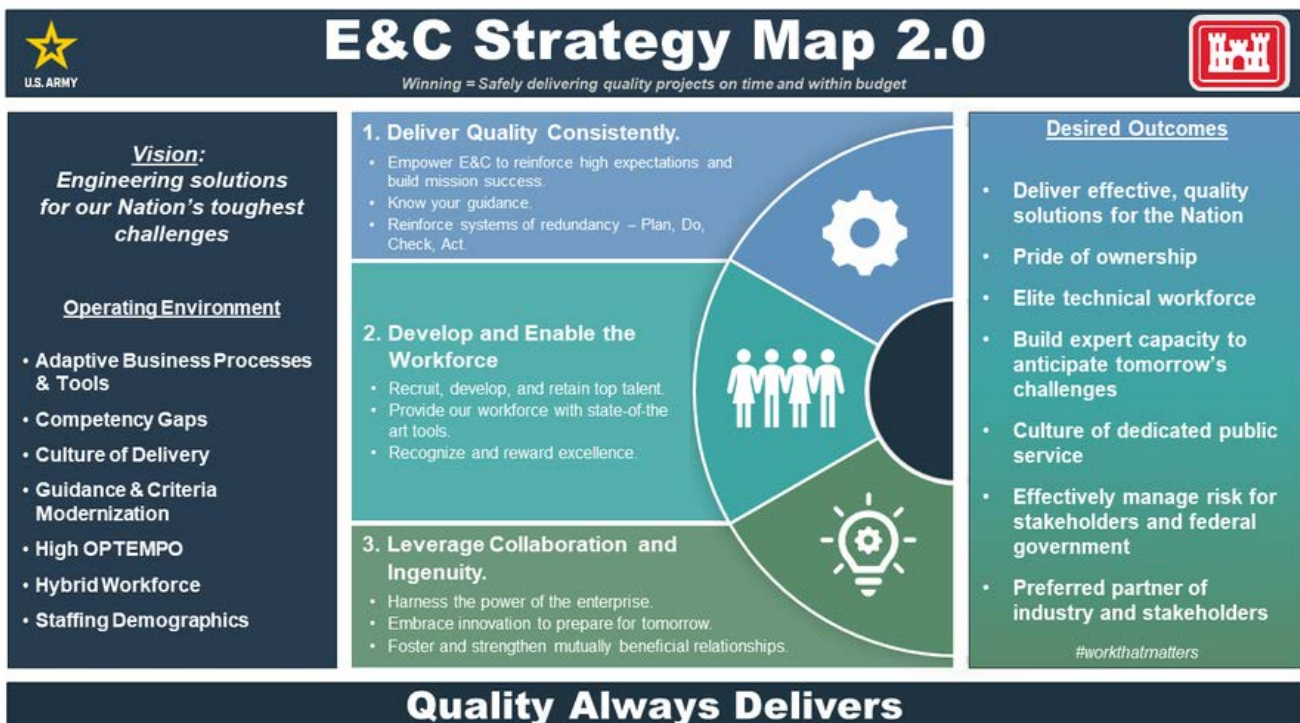 E&C Strategy Map 2.0
Winning = Safely delivering quality projects on time and within budget
U.S. ARMY
Vision:
Engineering solutions
for our Nation's toughest
challenges
Operating Environment
• Adaptive Business Processes
& Tools
• Competency Gaps
• Culture of Delivery
• Guidance & Criteria
Modernization
• High OPTEMPO
• Hybrid Workforce
• Staffing Demographics
1. Deliver Quality Consistently.
• Empower E&C to reinforce high expectations and
build mission success.
• Know your guidance.
• Reinforce systems of redundancy – Plan, Do,
Check, Act.
2. Develop and Enable the
Workforce
• Recruit, develop, and retain top talent.
• Provide our workforce with state-of-the
art tools.
• Recognize and reward excellence.
3. Leverage Collaboration and
Ingenuity.
• Harness the power of the enterprise.
• Embrace innovation to prepare for tomorrow.
• Foster and strengthen mutually beneficial relationships.
Desired Outcomes
• Deliver effective, quality
solutions for the Nation
• Pride of ownership
• Elite technical workforce
• Build expert capacity to
anticipate tomorrow's
challenges
• Culture of dedicated public
service
• Effectively manage risk for
stakeholders and federal
government
• Preferred partner of
industry and stakeholders
#workthatmatters
Quality Always Delivers